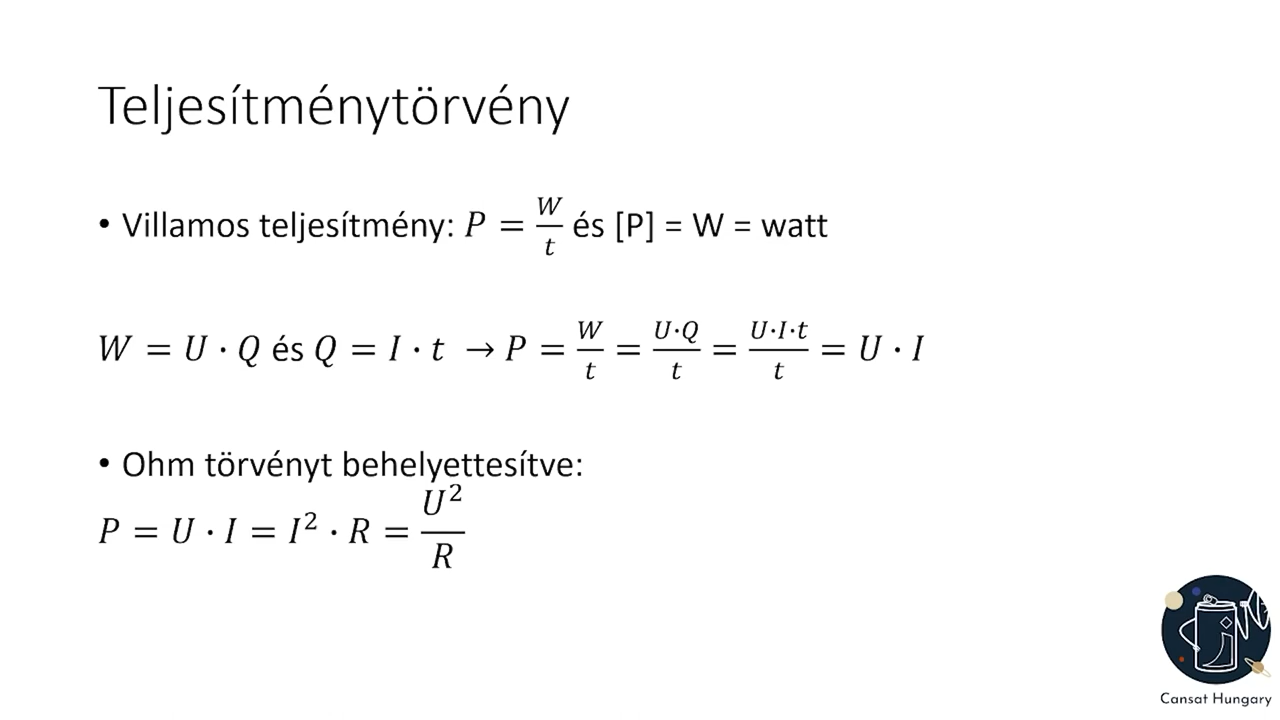 Teljesítménytörvény
• Villamos teljesítmény: P = W/t és [P] = W = watt
W = U · Q és Q = I · t → P = W/t = U·Q/t = U·I·t/t = U · I
• Ohm törvényt behelyettesítve:
P = U · I = I² · R = U²/R
Cansat Hungary